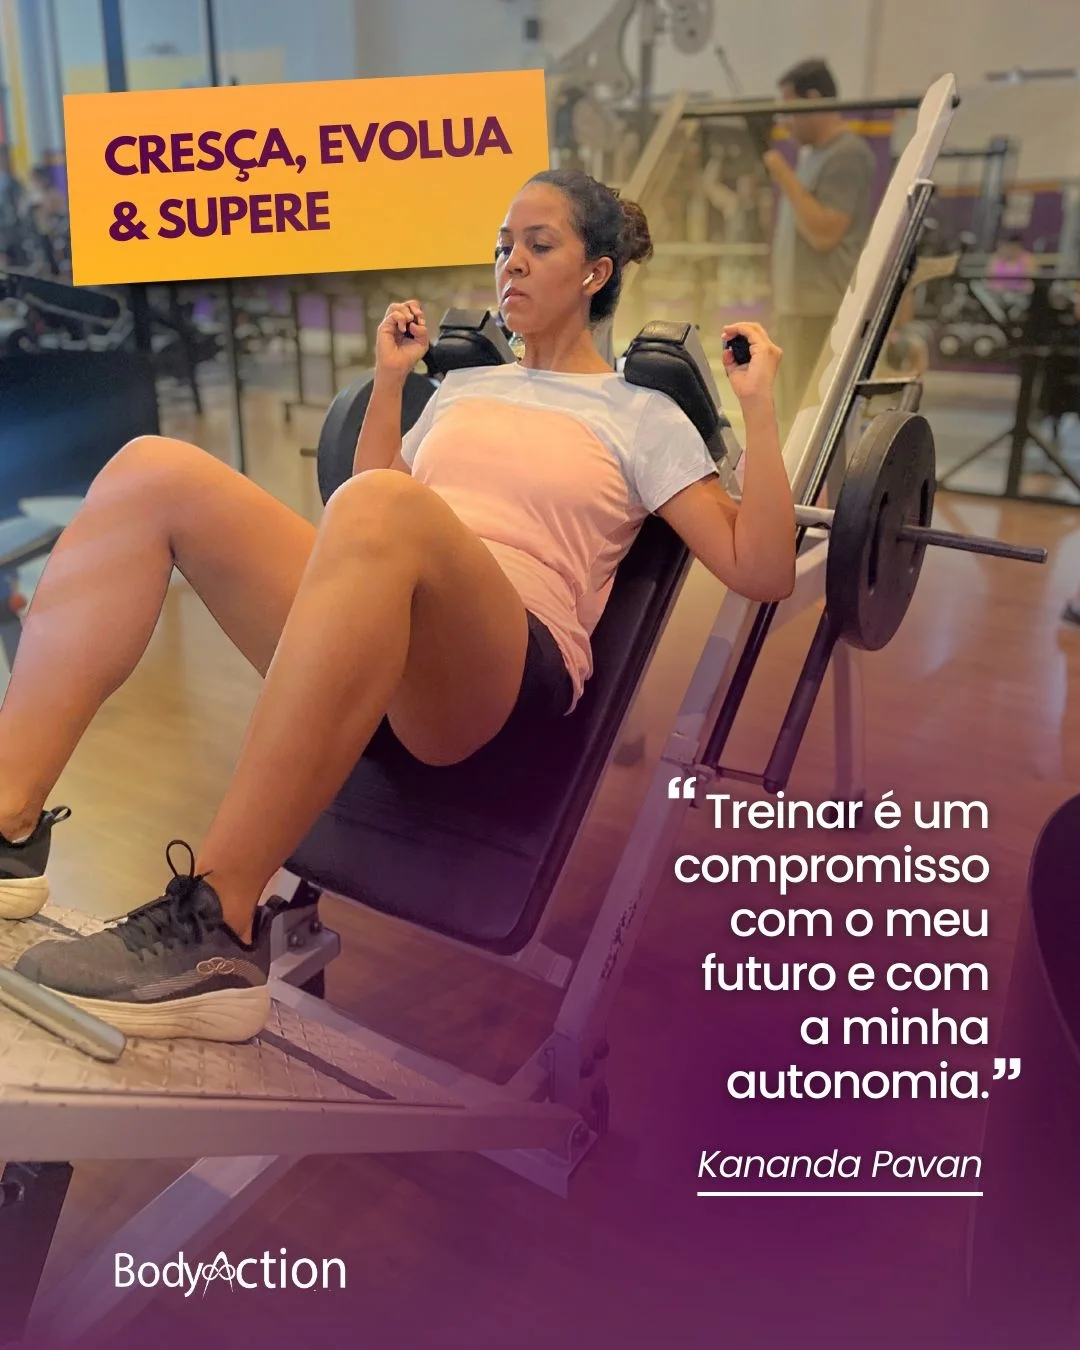 CRESÇA, EVOLUA
& SUPERE
“Treinar é um
compromisso
com o meu
futuro e com
a minha
autonomia.”
Kananda Pavan
BodyAction